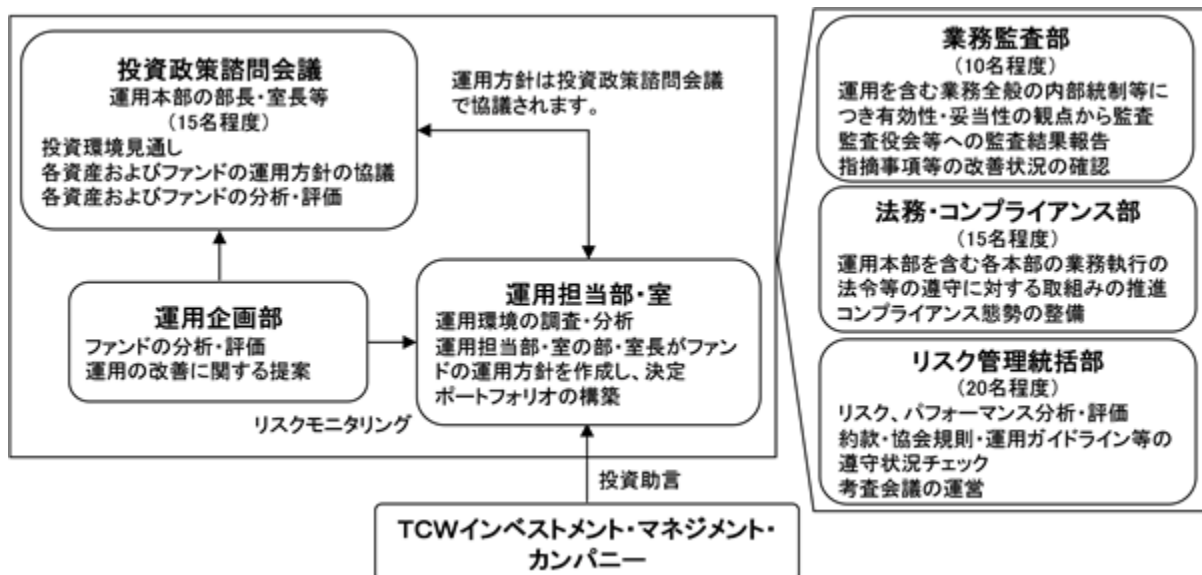 投資政策諮問会議
運用本部の部長・室長等
(15名程度)
投資環境見通し
各資産およびファンドの運用方針の協議
各資産およびファンドの分析・評価
運用方針は投資政策諮問会議
で協議されます。
運用企画部
ファンドの分析・評価
運用の改善に関する提案
リスクモニタリング
運用担当部・室
運用環境の調査・分析
運用担当部・室の部・室長がファン
ドの運用方針を作成し、決定
ポートフォリオの構築
投資助言
TCWインベストメント・マネジメント・
カンパニー
業務監査部
(10名程度)
運用を含む業務全般の内部統制等に
つき有効性・妥当性の観点から監査
監査役会等への監査結果報告
指摘事項等の改善状況の確認
法務・コンプライアンス部
(15名程度)
運用本部を含む各本部の業務執行の
法令等の遵守に対する取組みの推進
コンプライアンス態勢の整備
リスク管理統括部
(20名程度)
リスク、パフォーマンス分析・評価
約款・協会規則・運用ガイドライン等の
遵守状況チェック
考査会議の運営